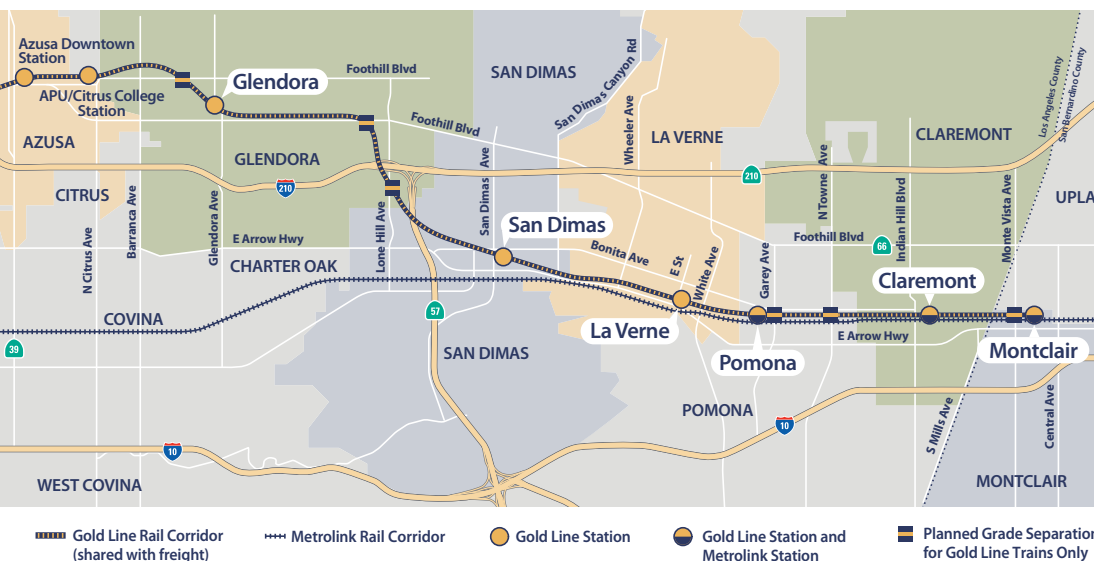 Azusa Downtown
Station
APU/Citrus College
Station
Glendora
Foothill Blvd
Foothill Blvd
SAN DIMAS
San Dimas Canyon Rd
Wheeler Ave
LA VERNE
CLAREMONT
Los Angeles County
San Bernardino County
AZUSA
GLENDORA
210
210
CITRUS
N Citrus Ave
Barranca Ave
Glendora Ave
Lone Hill Ave
San Dimas Ave
N Towne Ave
Indian Hill Blvd
Monte Vista Ave
UPLA
E Arrow Hwy
San Dimas
Bonita Ave
E St
White Ave
Garey Ave
Foothill Blvd
66
CHARTER OAK
Claremont
COVINA
57
39
La Verne
E Arrow Hwy
SAN DIMAS
Pomona
Montclair
POMONA
10
10
S Mills Ave
Central Ave
WEST COVINA
MONTCLAIR
Gold Line Rail Corridor
(shared with freight)
Metrolink Rail Corridor
Gold Line Station
Gold Line Station and
Metrolink Station
Planned Grade Separation
for Gold Line Trains Only